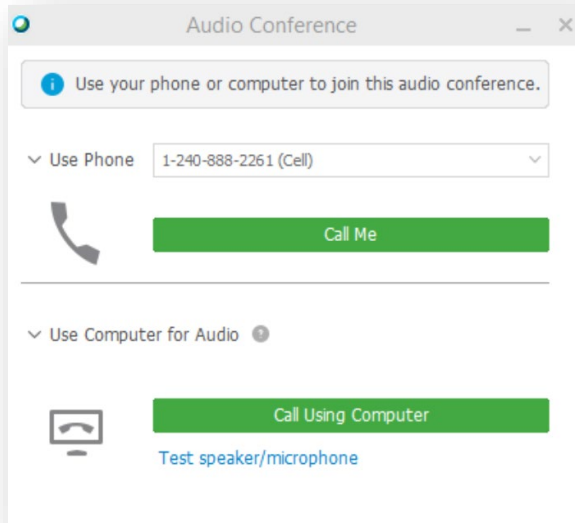 Audio Conference
Use your phone or computer to join this audio conference.
Use Phone
1-240-888-2261 (Cell)
Call Me
Use Computer for Audio
Call Using Computer
Test speaker/microphone